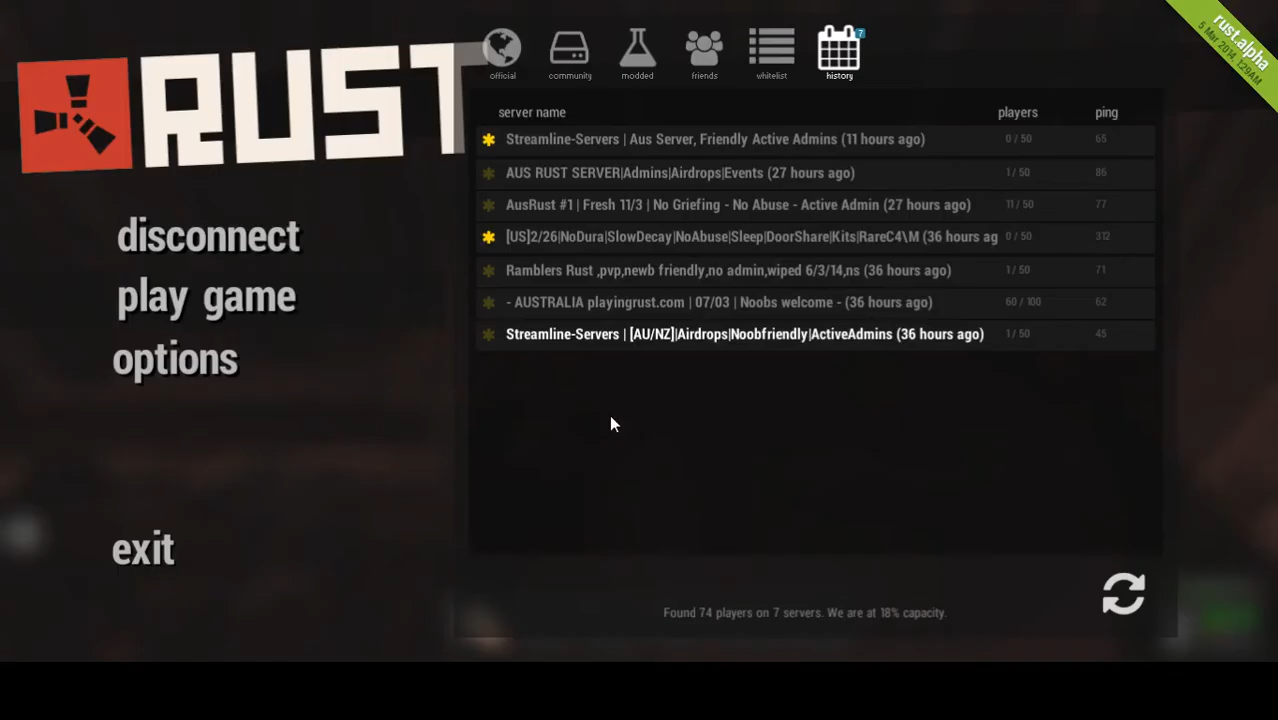 RUST
official community modded friends whitelist history 7
rust.alpha
5 Mar 2014, 1:29AM
server name players ping
Streamline-Servers | Aus Server, Friendly Active Admins (11 hours ago) 0 / 50 65
AUS RUST SERVER|Admins|Airdrops|Events (27 hours ago) 1 / 50 86
AusRust #1 | Fresh 11/3 | No Griefing - No Abuse - Active Admin (27 hours ago) 11 / 50 77
[US]2/26|NoDura|SlowDecay|NoAbuse|Sleep|DoorShare|Kits|RareC4\M (36 hours ag 0 / 50 312
Ramblers Rust ,pvp,newb friendly,no admin,wiped 6/3/14,ns (36 hours ago) 1 / 50 71
- AUSTRALIA playingrust.com | 07/03 | Noobs welcome - (36 hours ago) 60 / 100 62
Streamline-Servers | [AU/NZ]|Airdrops|Noobfriendly|ActiveAdmins (36 hours ago) 1 / 50 45
disconnect
play game
options
exit
Found 74 players on 7 servers. We are at 18% capacity.